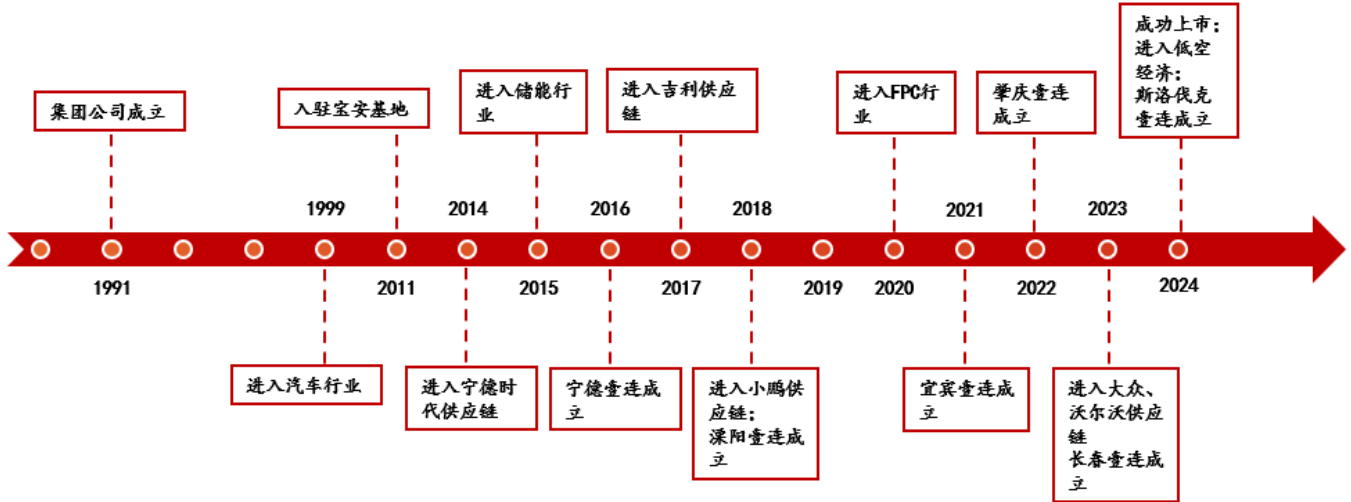 集团公司成立
入驻宝安基地
进入储能行
业
进入吉利供应
链
进入FPC行
业
肇庆壹连
成立
成功上市；
进入低空
经济；
斯洛伐克
壹连成立
1999
2014
2016
2018
2021
2023
1991
2011
2015
2017
2019
2020
2022
2024
进入汽车行业
进入宁德时
代供应链
宁德壹连成
立
进入小鹏供
应链；
溧阳壹连成
立
宜宾壹连成
立
进入大众、
沃尔沃供应
链
长春壹连成
立